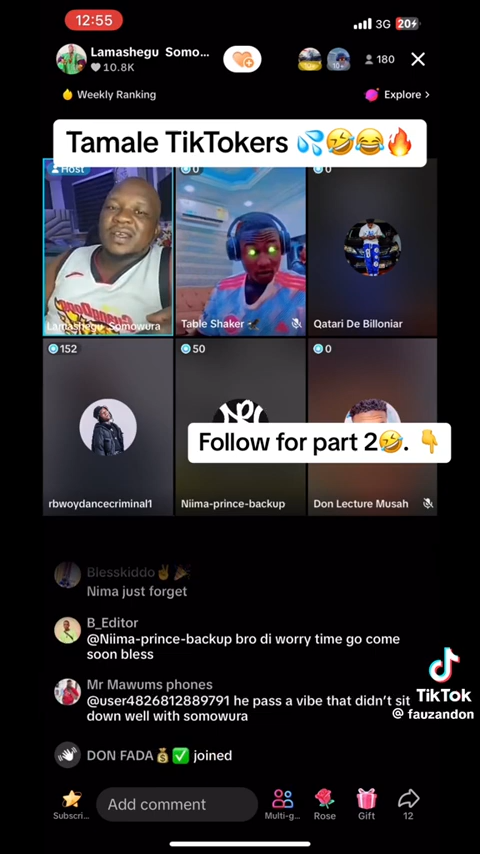 12:55
3G 20
Lamashegu Somo...
10.8K
180
Weekly Ranking
Explore >
Tamale TikTokers 💦🤣😂🔥
Host
0
0
Lamashegu Somowura
Table Shaker
Qatari De Billoniar
152
50
0
Follow for part 2🤣. 👇
rbwoydancecriminal1
Niima-prince-backup
Don Lecture Musah
Blesskiddo✌🎉
Nima just forget
B_Editor
@Niima-prince-backup bro di worry time go come
soon bless
Mr Mawums phones
@user4826812889791 he pass a vibe that didn't sit
down well with somowura
TikTok
@ fauzandon
DON FADA💰✅ joined
Add comment
Subscri...
Multi-g...
Rose
Gift
12